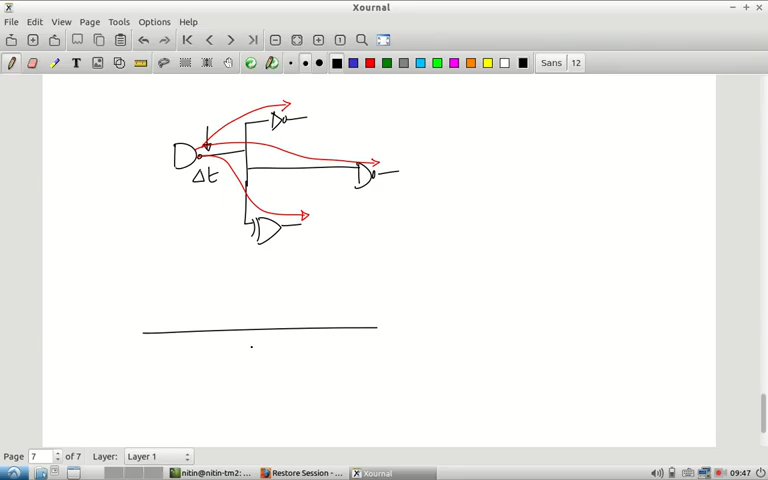 Xournal
File Edit View Page Tools Options Help
Sans 12
Δt
Page 7 of 7 Layer: Layer 1
nitin@nitin-tm2: ... Restore Session - ... Xournal 09:47